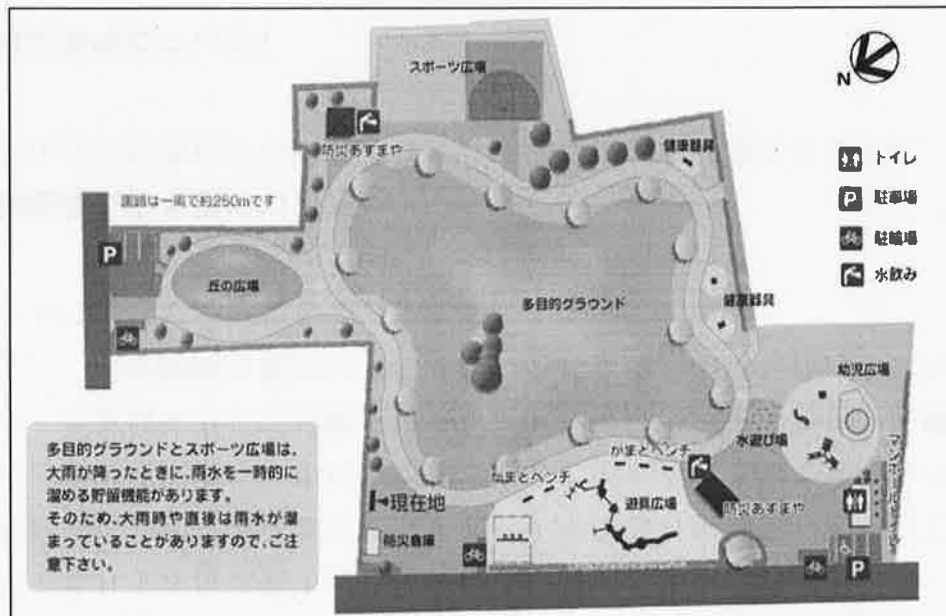 スポーツ広場
N
トイレ
駐車場
駐輪場
水飲み
P
防災あずまや
健康器具
園路は一周で約250mです
P
丘の広場
多目的グラウンド
健康器具
幼児広場
水遊び場
かまどベンチ
かまどベンチ
遊具広場
防災あずまや
マンホールトイレ
多目的グラウンドとスポーツ広場は、
大雨が降ったときに、雨水を一時的に
溜める貯留機能があります。
そのため、大雨時や直後は雨水が溜
まっていることがありますので、ご注
意下さい。
現在地
防災倉庫
P